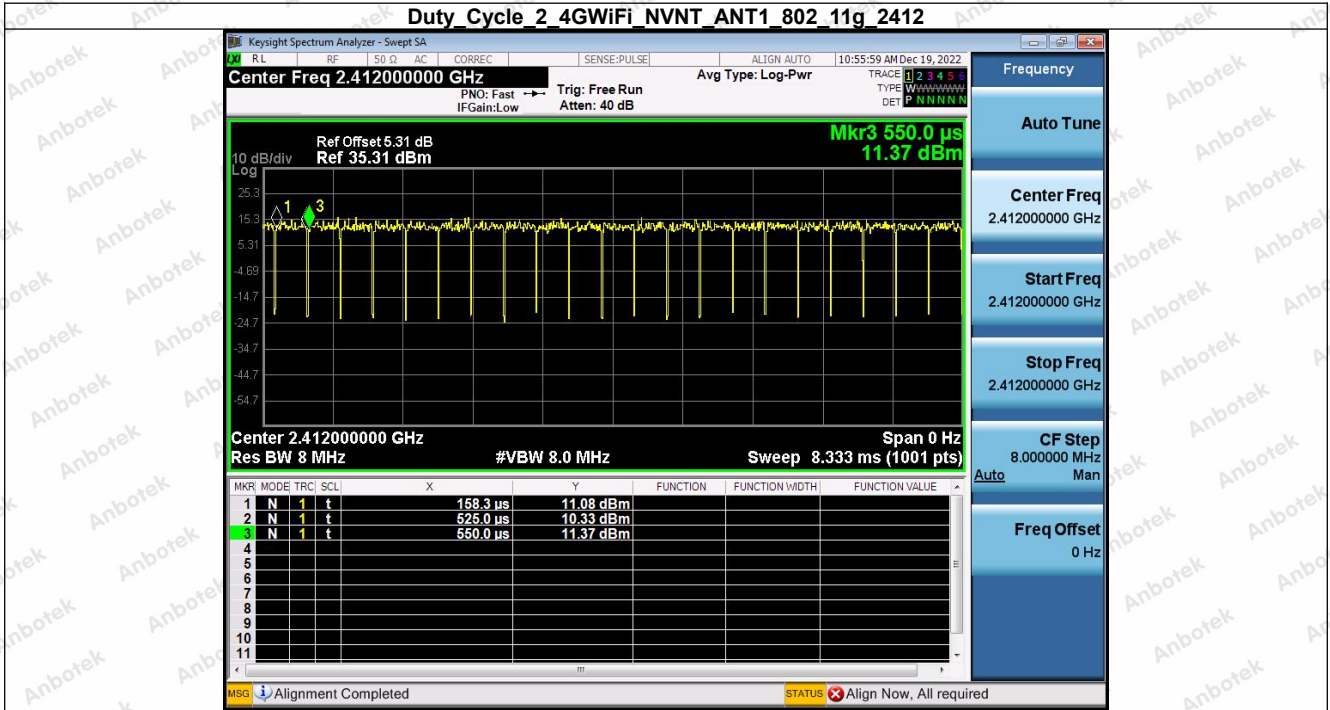 Duty_Cycle_2_4GWiFi_NVNT_ANT1_802_11g_2412
Keysight Spectrum Analyzer - Swept SA
LXI RL RF 50 Ω AC CORREC SENSE:PULSE ALIGN AUTO 10:55:59 AM Dec 19, 2022
Center Freq 2.412000000 GHz
PNO: Fast
IFGain:Low
Trig: Free Run
Atten: 40 dB
Avg Type: Log-Pwr
TRACE 1 2 3 4 5 6
TYPE WWWWWW
DET P N N N N N
Frequency
Auto Tune
Center Freq
2.412000000 GHz
Start Freq
2.412000000 GHz
Stop Freq
2.412000000 GHz
CF Step
8.000000 MHz
Auto Man
Freq Offset
0 Hz
Mkr3 550.0 µs
11.37 dBm
Ref Offset 5.31 dB
10 dB/div Ref 35.31 dBm
Log
25.3
15.3
5.31
-4.69
-14.7
-24.7
-34.7
-44.7
-54.7
1
3
Center 2.412000000 GHz Span 0 Hz
Res BW 8 MHz #VBW 8.0 MHz Sweep 8.333 ms (1001 pts)
MKR MODE TRC SCL X Y FUNCTION FUNCTION WIDTH FUNCTION VALUE
1 N 1 t 158.3 µs 11.08 dBm
2 N 1 t 525.0 µs 10.33 dBm
3 N 1 t 550.0 µs 11.37 dBm
4
5
6
7
8
9
10
11
MSG Alignment Completed STATUS Align Now, All required
Anbotek